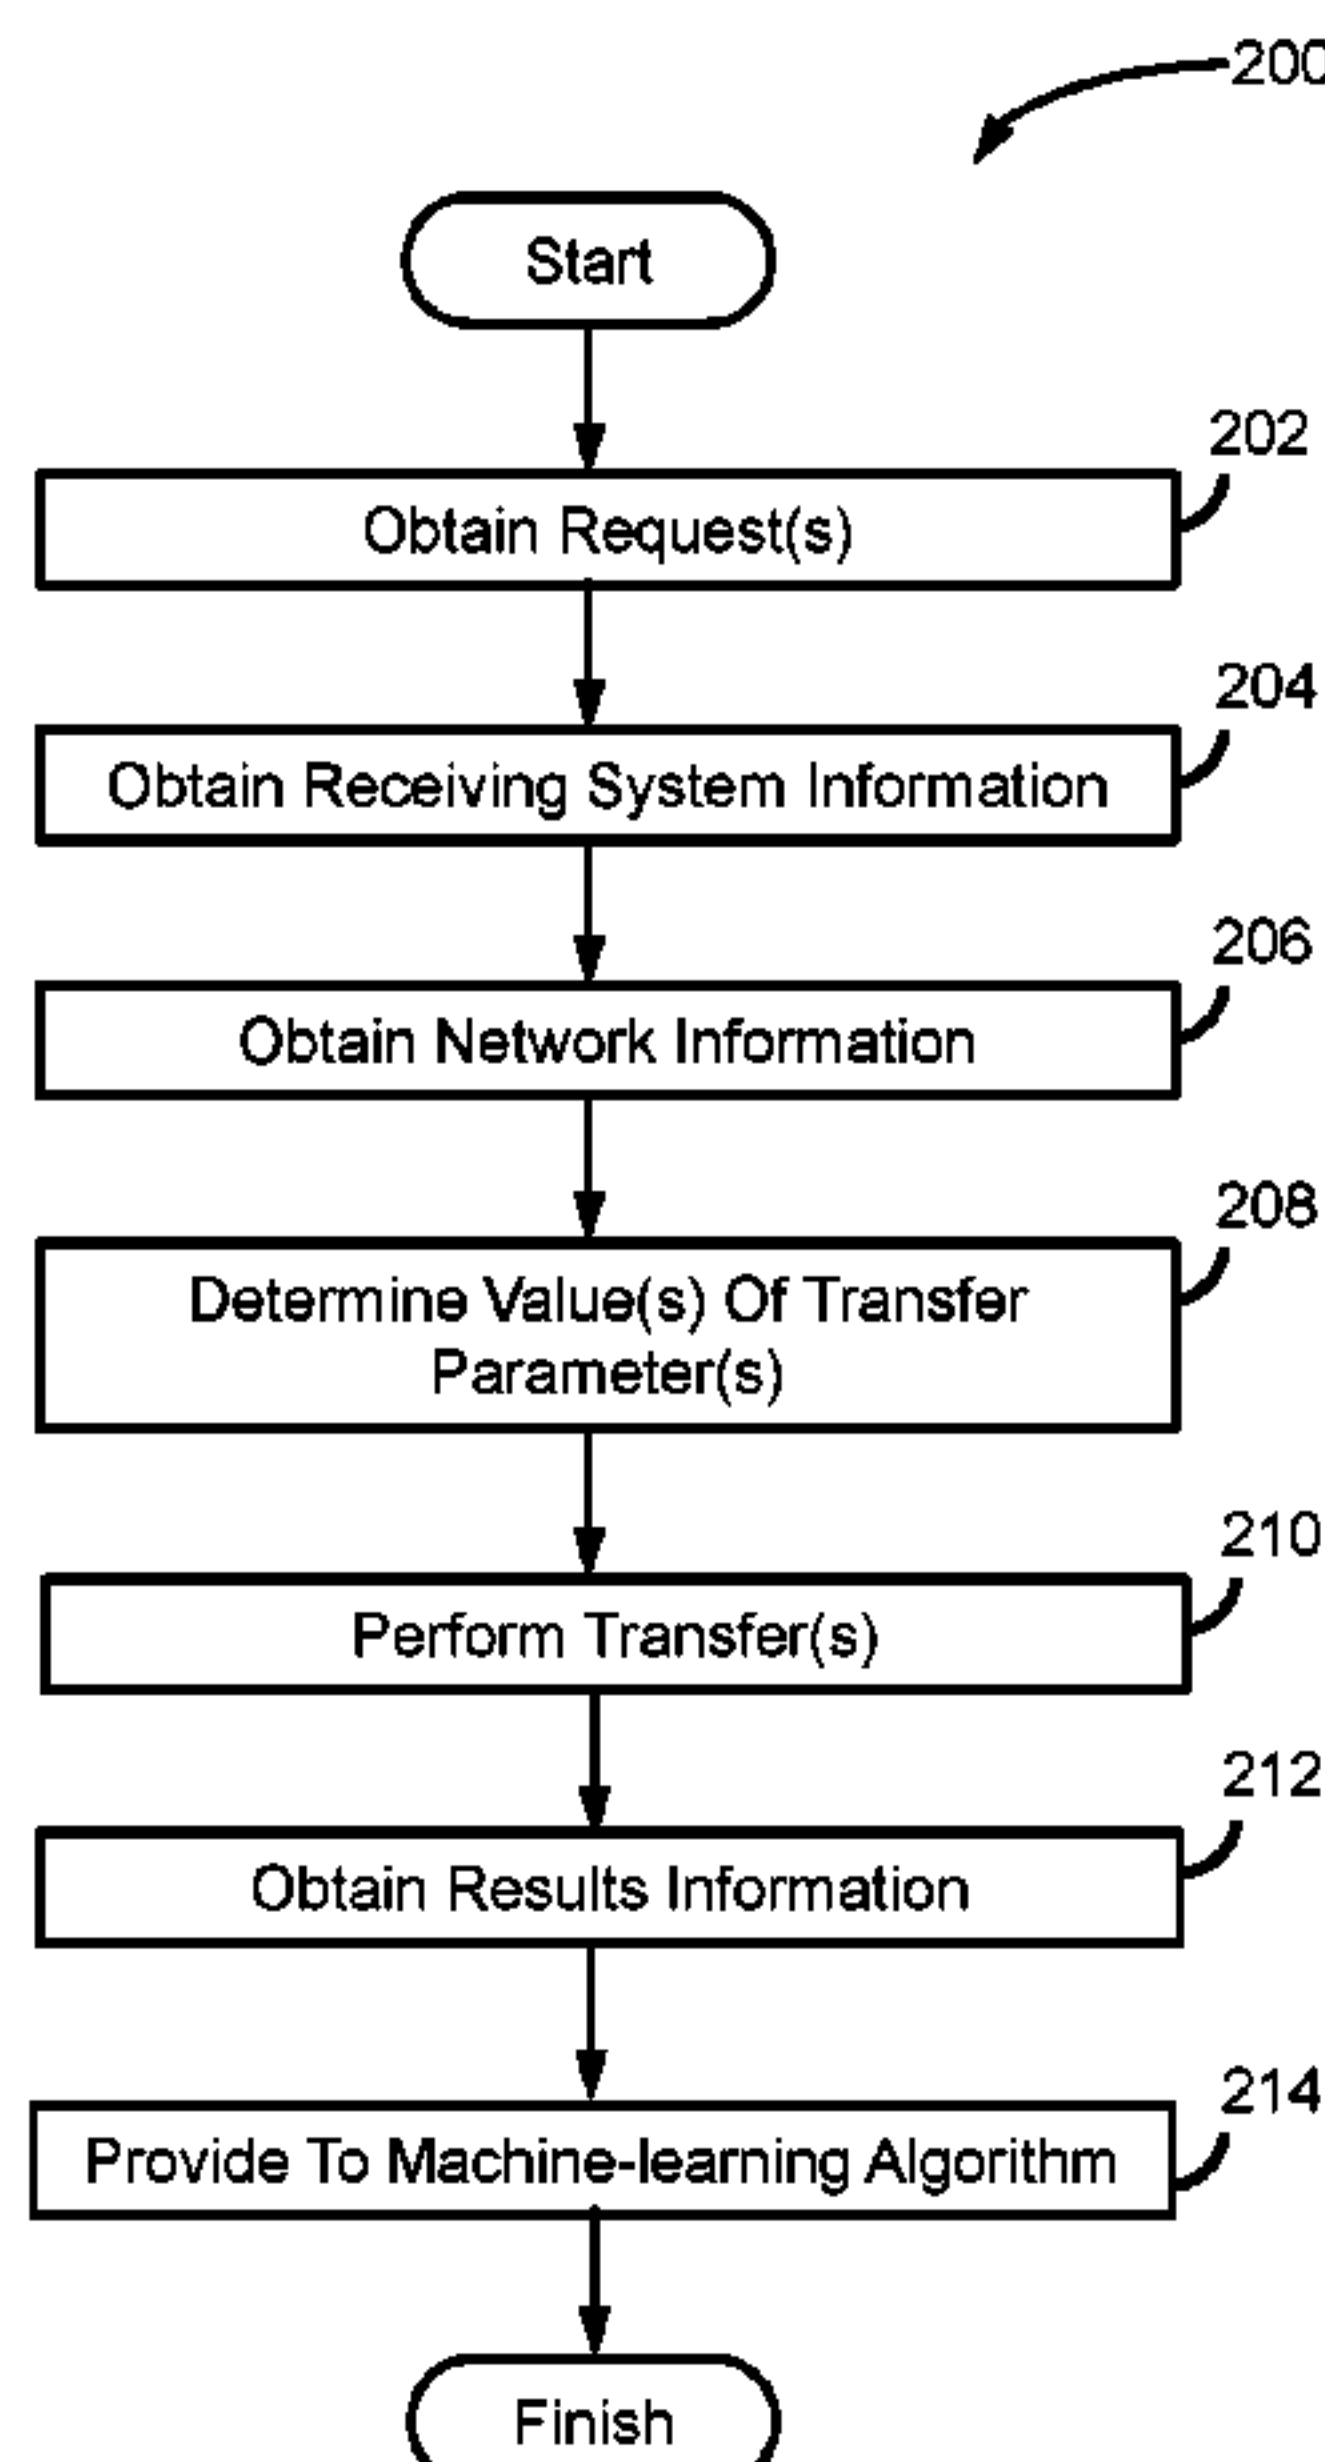 200
Start
202
Obtain Request(s)
204
Obtain Receiving System Information
206
Obtain Network Information
208
Determine Value(s) Of Transfer
Parameter(s)
210
Perform Transfer(s)
212
Obtain Results Information
214
Provide To Machine-learning Algorithm
Finish